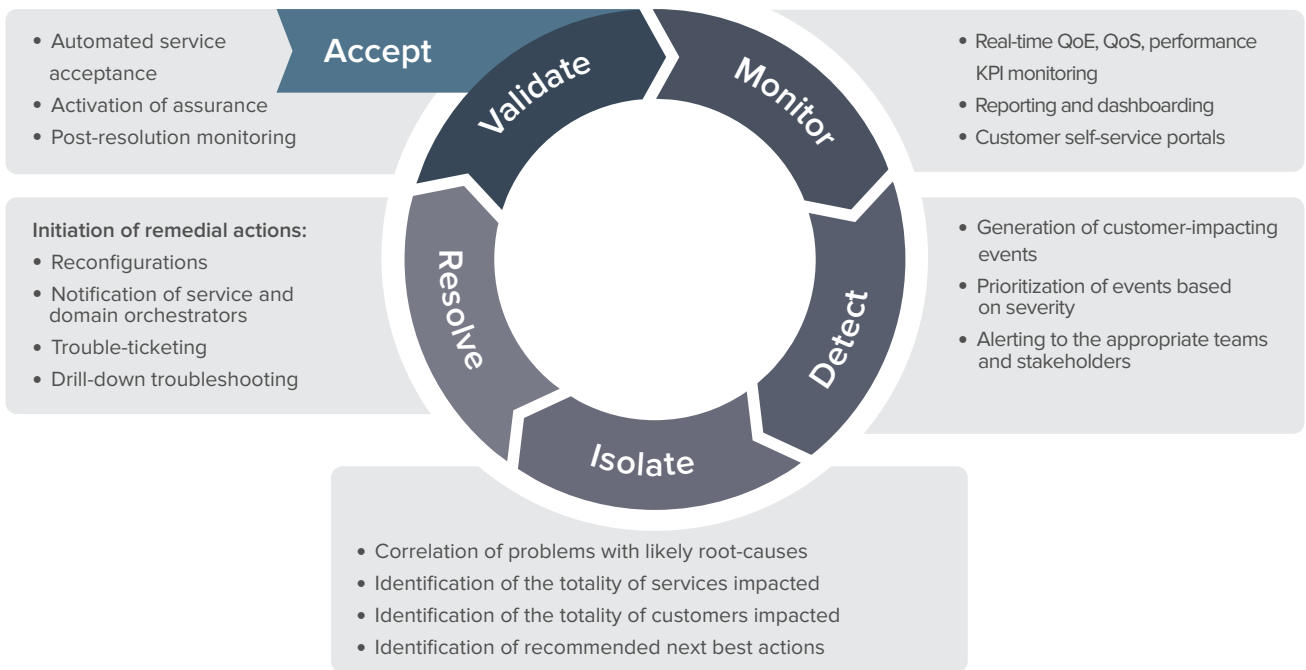 • Automated service
acceptance
• Activation of assurance
• Post-resolution monitoring
Accept
Validate
Monitor
• Real-time QoE, QoS, performance
KPI monitoring
• Reporting and dashboarding
• Customer self-service portals
Initiation of remedial actions:
• Reconfigurations
• Notification of service and
domain orchestrators
• Trouble-ticketing
• Drill-down troubleshooting
Resolve
Detect
• Generation of customer-impacting
events
• Prioritization of events based
on severity
• Alerting to the appropriate teams
and stakeholders
Isolate
• Correlation of problems with likely root-causes
• Identification of the totality of services impacted
• Identification of the totality of customers impacted
• Identification of recommended next best actions